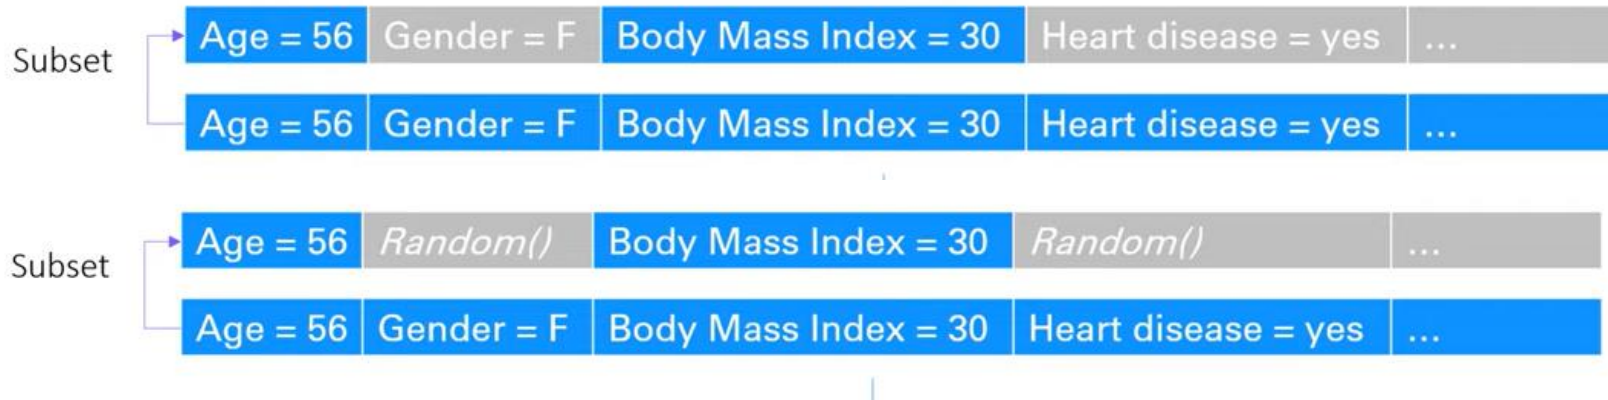 Age = 56 Gender = F Body Mass Index = 30 Heart disease = yes ...
Subset
Age = 56 Gender = F Body Mass Index = 30 Heart disease = yes ...
Age = 56 Random() Body Mass Index = 30 Random() ...
Subset
Age = 56 Gender = F Body Mass Index = 30 Heart disease = yes ...